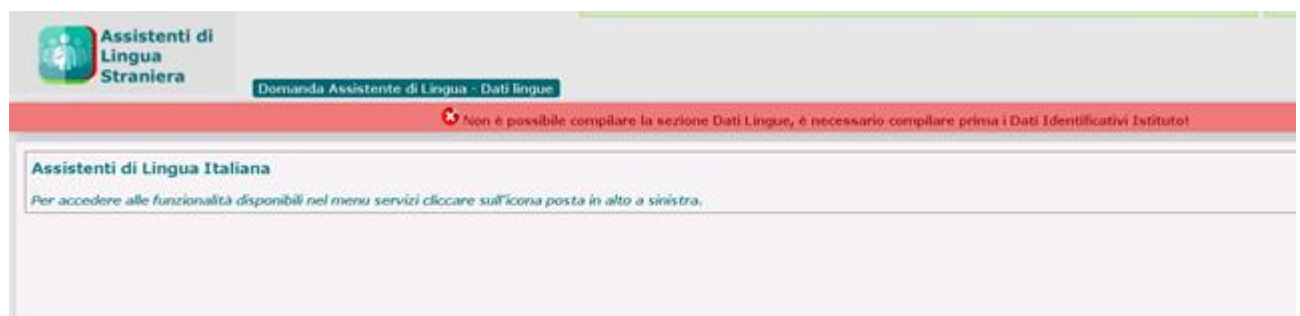 Assistenti di
Lingua
Straniera
Domanda Assistente di Lingua - Dati lingue
Non è possibile compilare la sezione Dati Lingue, è necessario compilare prima i Dati Identificativi Istituto!
Assistenti di Lingua Italiana
Per accedere alle funzionalità disponibili nel menu servizi cliccare sull'icona posta in alto a sinistra.